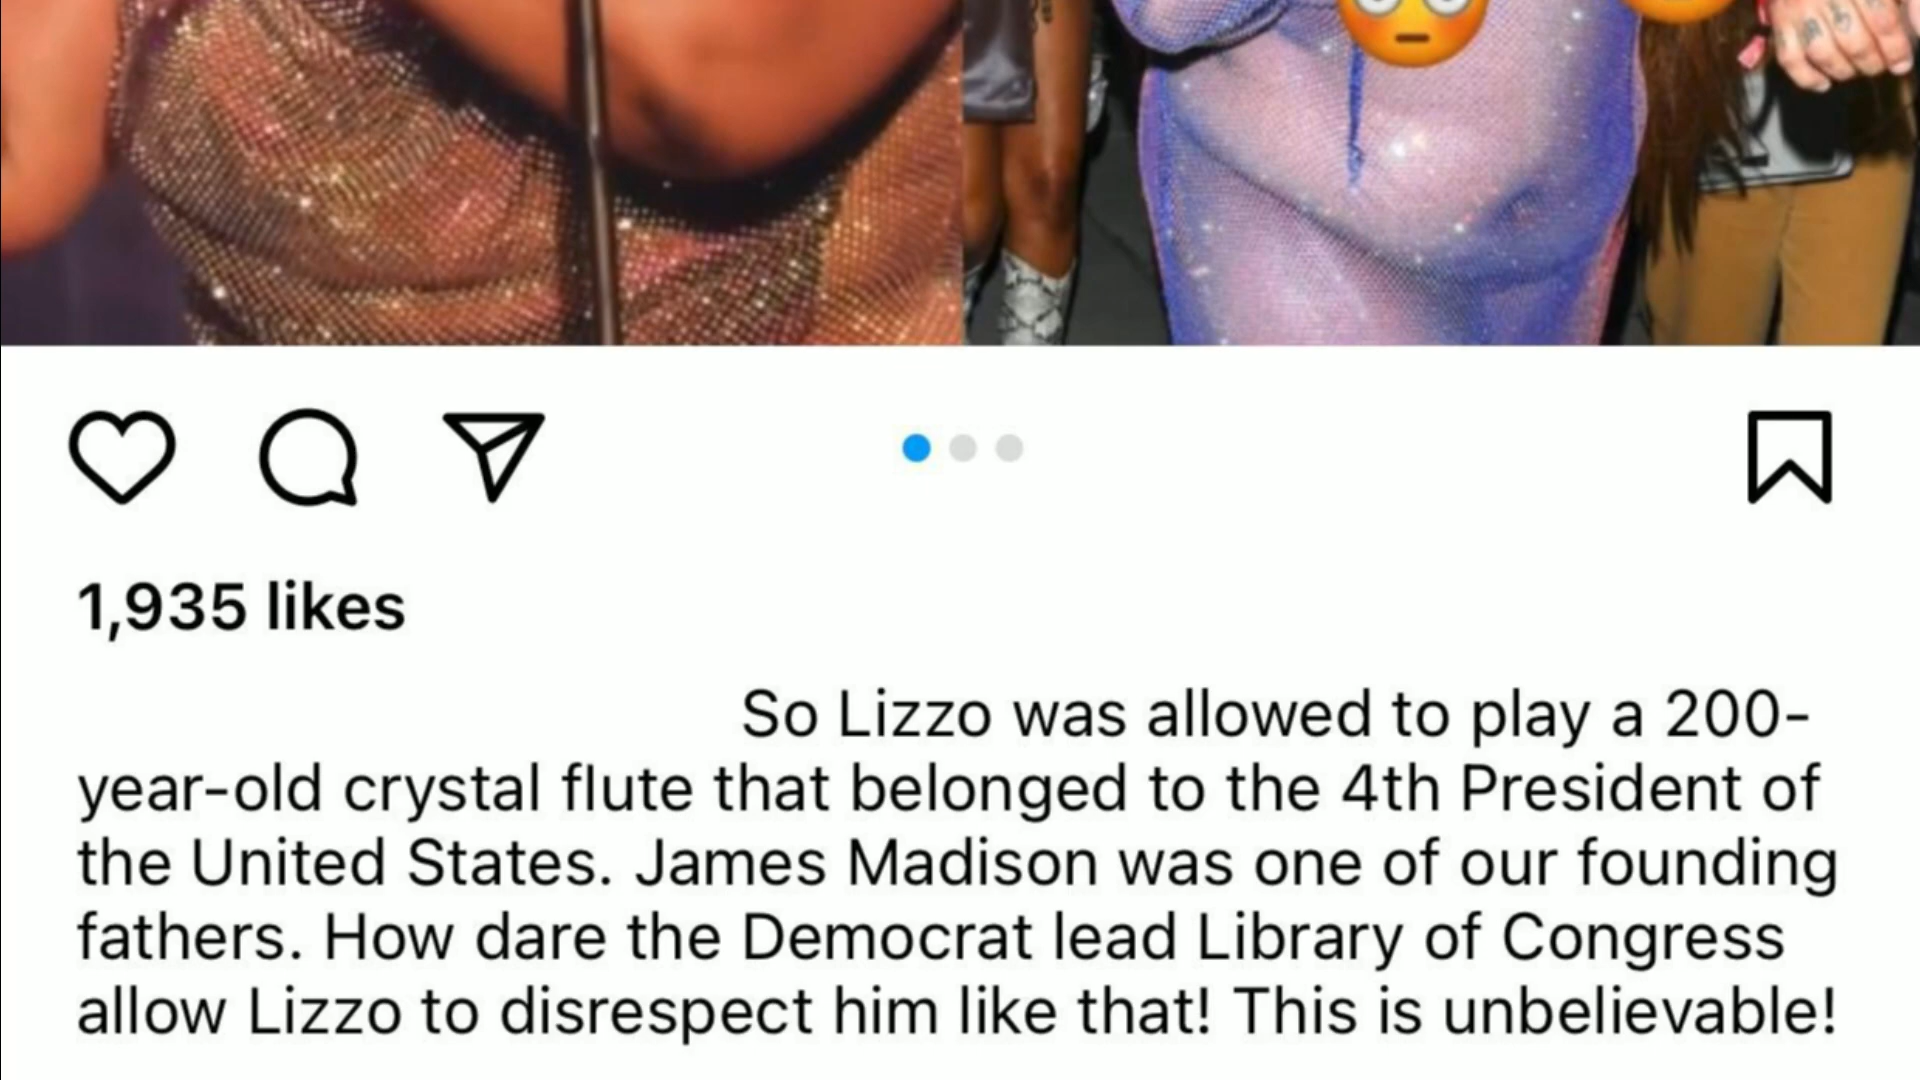 1,935 likes
So Lizzo was allowed to play a 200-
year-old crystal flute that belonged to the 4th President of
the United States. James Madison was one of our founding
fathers. How dare the Democrat lead Library of Congress
allow Lizzo to disrespect him like that! This is unbelievable!